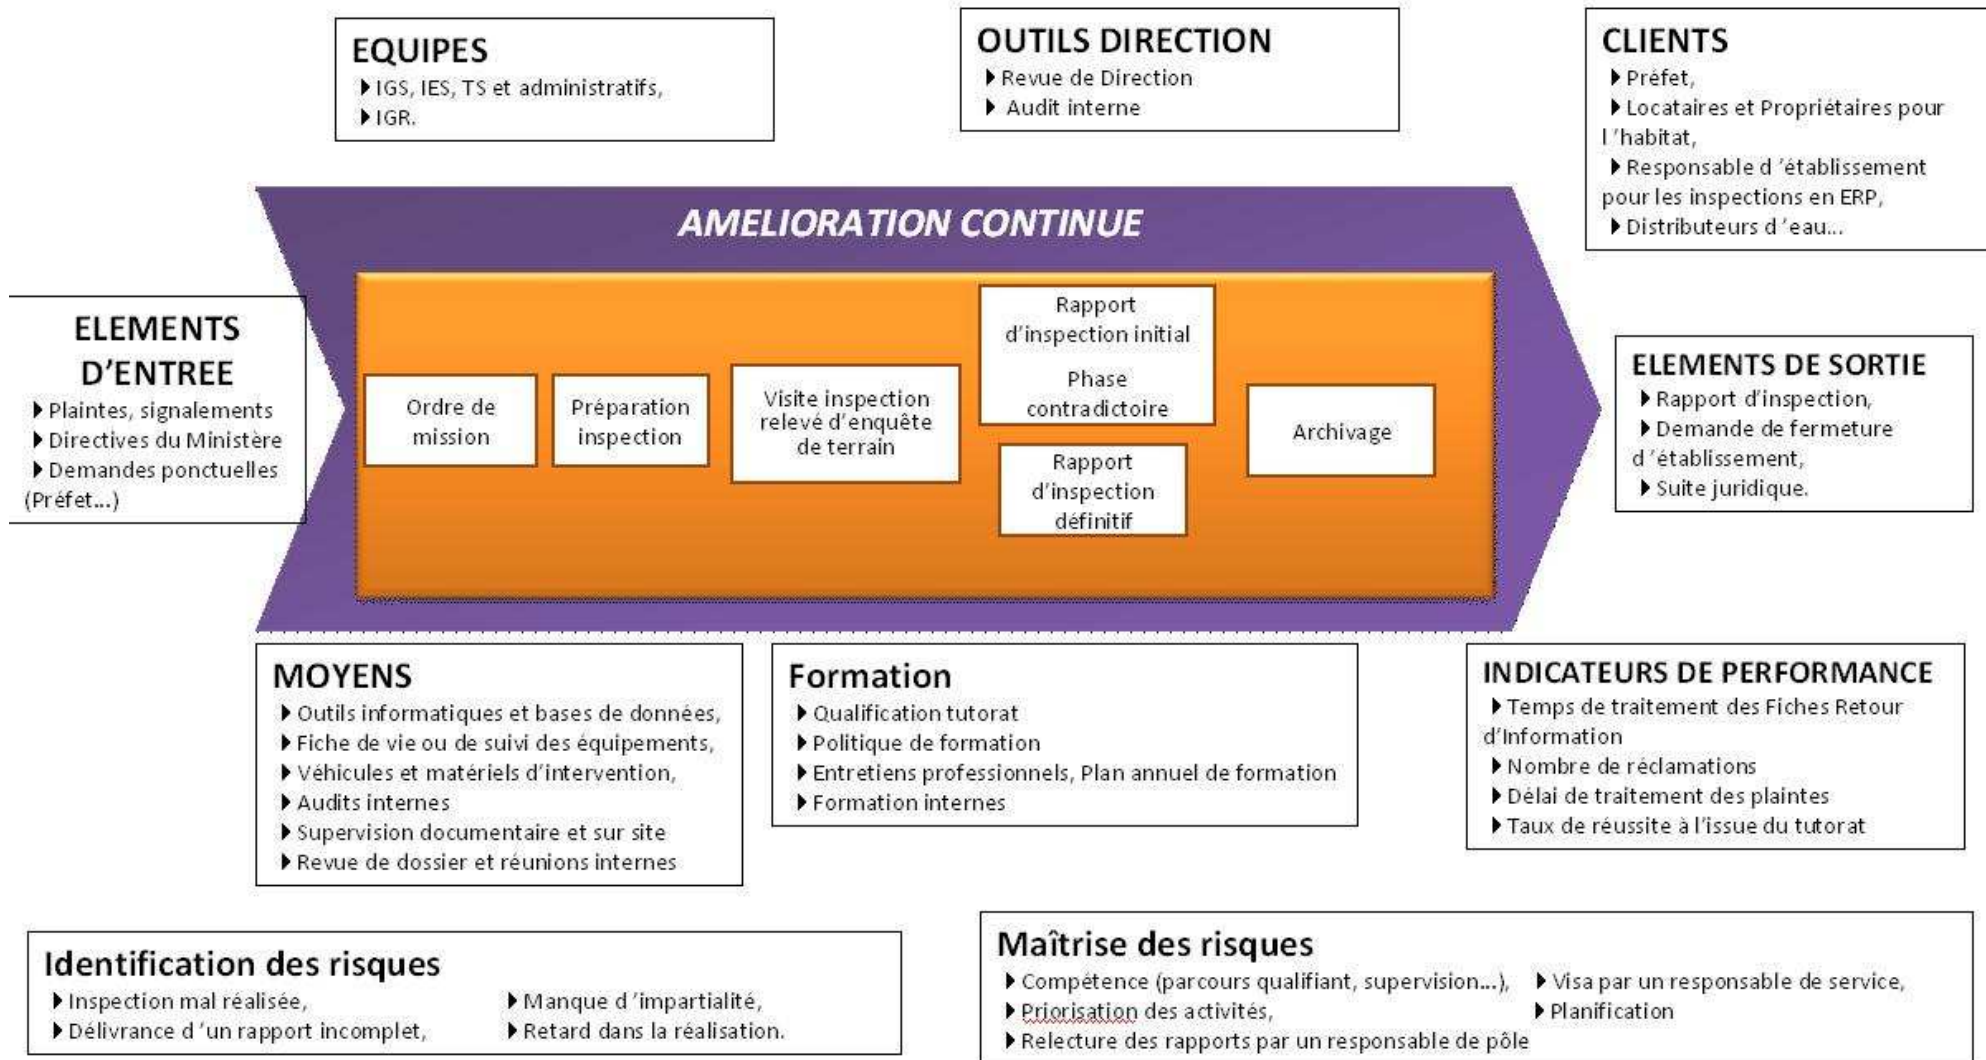 EQUIPES
IGS, IES, TS et administratifs,
IGR.
OUTILS DIRECTION
Revue de Direction
Audit interne
CLIENTS
Préfet,
Locataires et Propriétaires pour
l 'habitat,
Responsable d 'établissement
pour les inspections en ERP,
Distributeurs d 'eau...
AMELIORATION CONTINUE
ELEMENTS
D'ENTREE
Plaintes, signalements
Directives du Ministère
Demandes ponctuelles
(Préfet...)
Ordre de
mission
Préparation
inspection
Visite inspection
relevé d'enquête
de terrain
Rapport
d'inspection initial
Phase
contradictoire
Rapport
d'inspection
définitif
Archivage
ELEMENTS DE SORTIE
Rapport d'inspection,
Demande de fermeture
d 'établissement,
Suite juridique.
MOYENS
Outils informatiques et bases de données,
Fiche de vie ou de suivi des équipements,
Véhicules et matériels d'intervention,
Audits internes
Supervision documentaire et sur site
Revue de dossier et réunions internes
Formation
Qualification tutorat
Politique de formation
Entretiens professionnels, Plan annuel de formation
Formation internes
INDICATEURS DE PERFORMANCE
Temps de traitement des Fiches Retour
d'Information
Nombre de réclamations
Délai de traitement des plaintes
Taux de réussite à l'issue du tutorat
Identification des risques
Inspection mal réalisée,
Délivrance d 'un rapport incomplet,
Manque d 'impartialité,
Retard dans la réalisation.
Maîtrise des risques
Compétence (parcours qualifiant, supervision...),
Priorisation des activités,
Relecture des rapports par un responsable de pôle
Visa par un responsable de service,
Planification